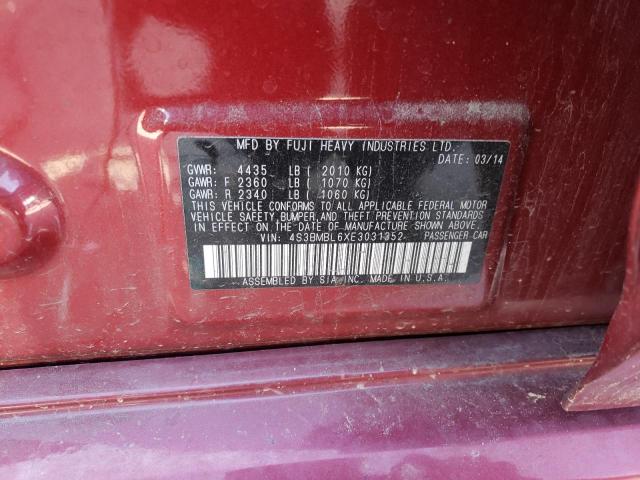 MFD BY FUJI HEAVY INDUSTRIES LTD.
DATE: 03/14
GVWR: 4435 LB ( 2010 KG)
GAWR: F 2360 LB ( 1070 KG)
GAWR: R 2340 LB ( 1060 KG)
THIS VEHICLE CONFORMS TO ALL APPLICABLE FEDERAL MOTOR
VEHICLE SAFETY, BUMPER, AND THEFT PREVENTION STANDARDS
IN EFFECT ON THE DATE OF MANUFACTURE SHOWN ABOVE.
VIN: 4S3BMBL6XE3031352 PASSENGER CAR
ASSEMBLED BY SIA, INC. MADE IN U.S.A.